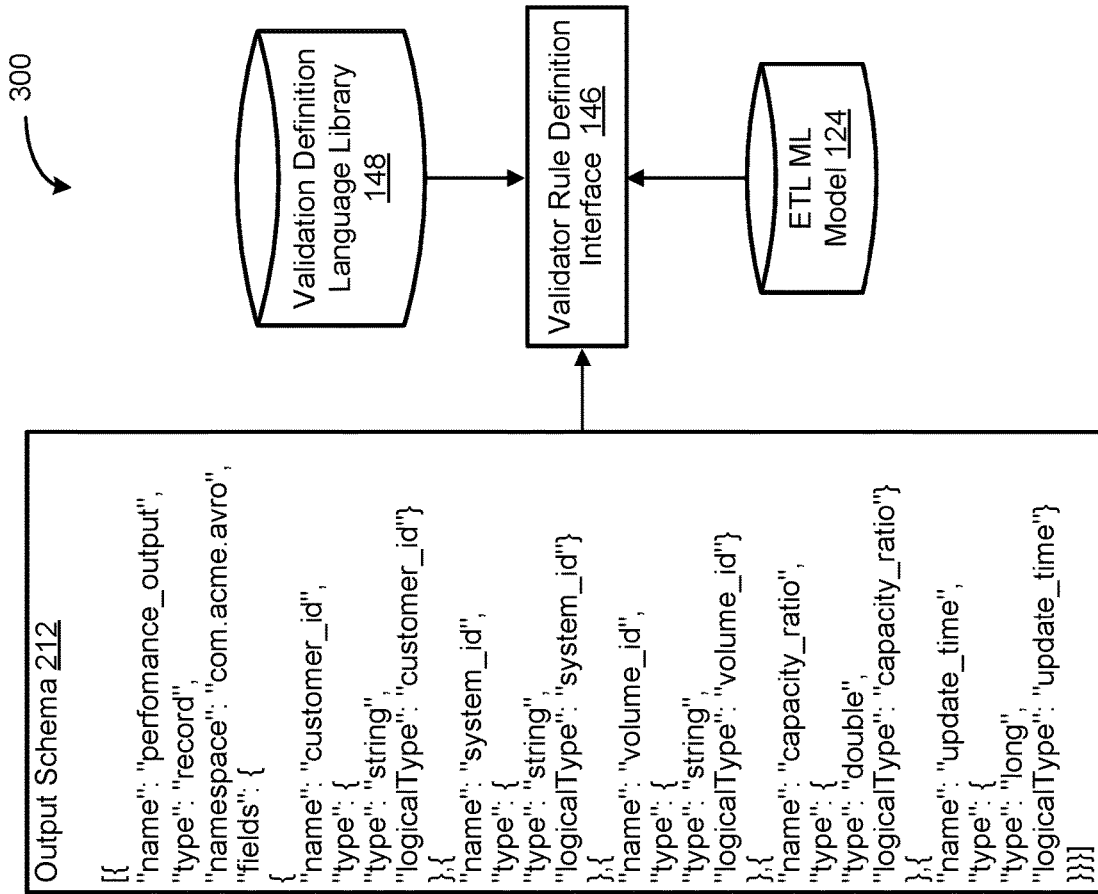 300
Output Schema 212
[{
"name": "perfomance_output",
"type": "record",
"namespace": "com.acme.avro",
"fields": {
{
"name": "customer_id",
"type": {
"type": "string",
"logicalType": "customer_id"}
},{
"name": "system_id",
"type": {
"type": "string",
"logicalType": "system_id"}
},{
"name": "volume_id",
"type": {
"type": "string",
"logicalType": "volume_id"}
},{
"name": "capacity_ratio",
"type": {
"type": "double",
"logicalType": "capacity_ratio"}
},{
"name": "update_time",
"type": {
"type": "long",
"logicalType": "update_time"}
}}}]
Validation Definition
Language Library
148
Validator Rule Definition
Interface 146
ETL ML
Model 124